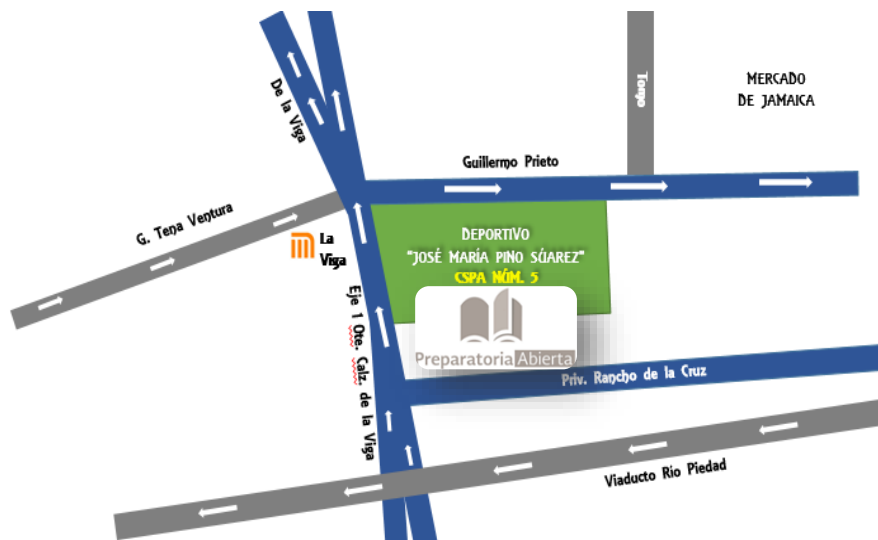 De la Viga
Tongo
MERCADO
DE JAMAICA
Guillermo Prieto
G. Tena Ventura
La
Viga
DEPORTIVO
"JOSÉ MARÍA PINO SÚAREZ"
CSPA NÚM. 5
Preparatoria Abierta
Eje 1 Ote. Calz. de la Viga
Priv. Rancho de la Cruz
Viaducto Rio Piedad